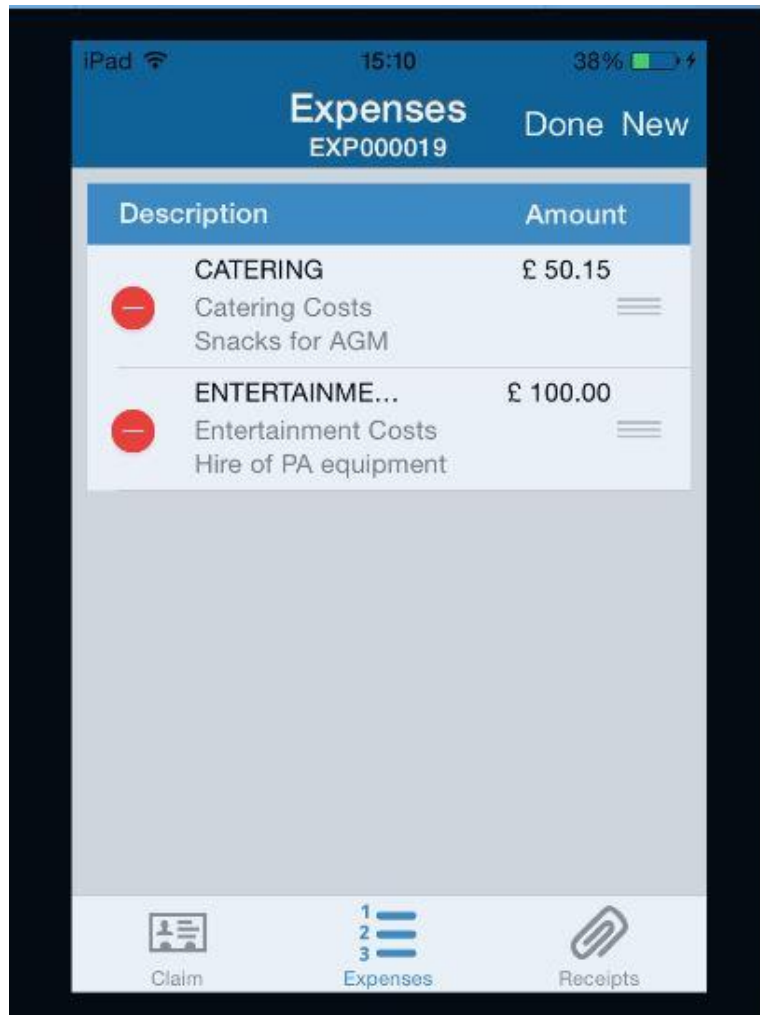 iPad 15:10 38%
Expenses
EXP000019
Done New
Description Amount
CATERING £ 50.15
Catering Costs
Snacks for AGM
ENTERTAINME... £ 100.00
Entertainment Costs
Hire of PA equipment
1
2
3
Claim Expenses Receipts